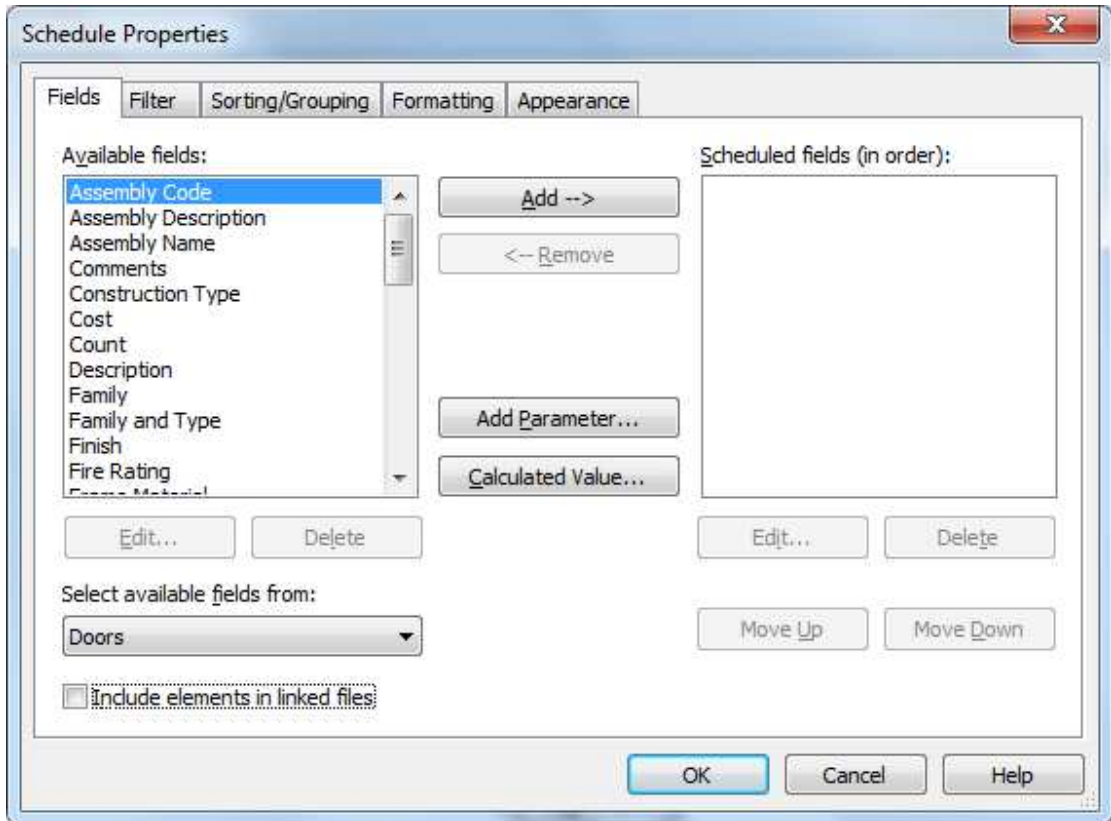 Schedule Properties
Fields Filter Sorting/Grouping Formatting Appearance
Available fields: Scheduled fields (in order):
Assembly Code
Assembly Description
Assembly Name
Comments
Construction Type
Cost
Count
Description
Family
Family and Type
Finish
Fire Rating
Frame Material
Add -->
<-- Remove
Add Parameter...
Calculated Value...
Edit... Delete Edit... Delete
Select available fields from:
Doors
Move Up Move Down
Include elements in linked files
OK Cancel Help